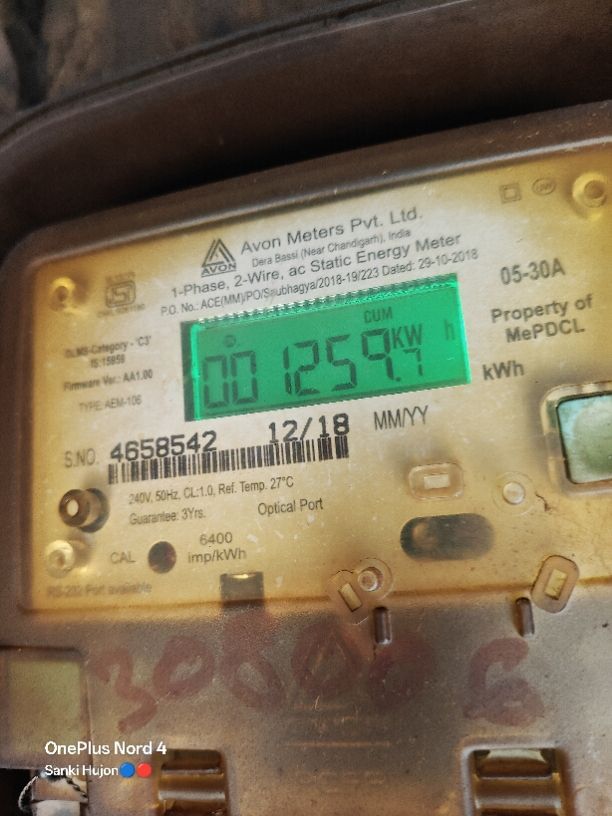 AVON
Avon Meters Pvt. Ltd.
Dera Bassi (Near Chandigarh), India
1-Phase, 2-Wire, ac Static Energy Meter
P.O. No.: ACE(MM)/PO/Saubhagya/2018-19/223 Dated: 29-10-2018
05-30A
Property of
MePDCL
DLMS-Category - 'C3'
IS:15959
Firmware Ver.: AA1.00
TYPE: AEM-106
CUM
001259.7 KW h
kWh
S.NO. 4658542 12/18 MM/YY
240V, 50Hz, CL:1.0, Ref. Temp. 27°C
Guarantee: 3Yrs. Optical Port
CAL 6400
imp/kWh
RS-232 Port available
OnePlus Nord 4
Sanki Hujon